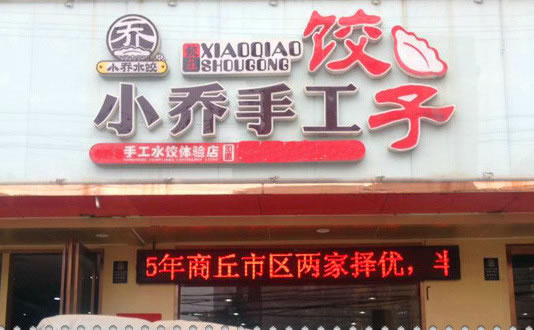 乔
小乔水饺
XIAOQIAO
SHOUGONG
小乔手工饺子
手工水饺体验店
5年商丘市区两家择优，斗